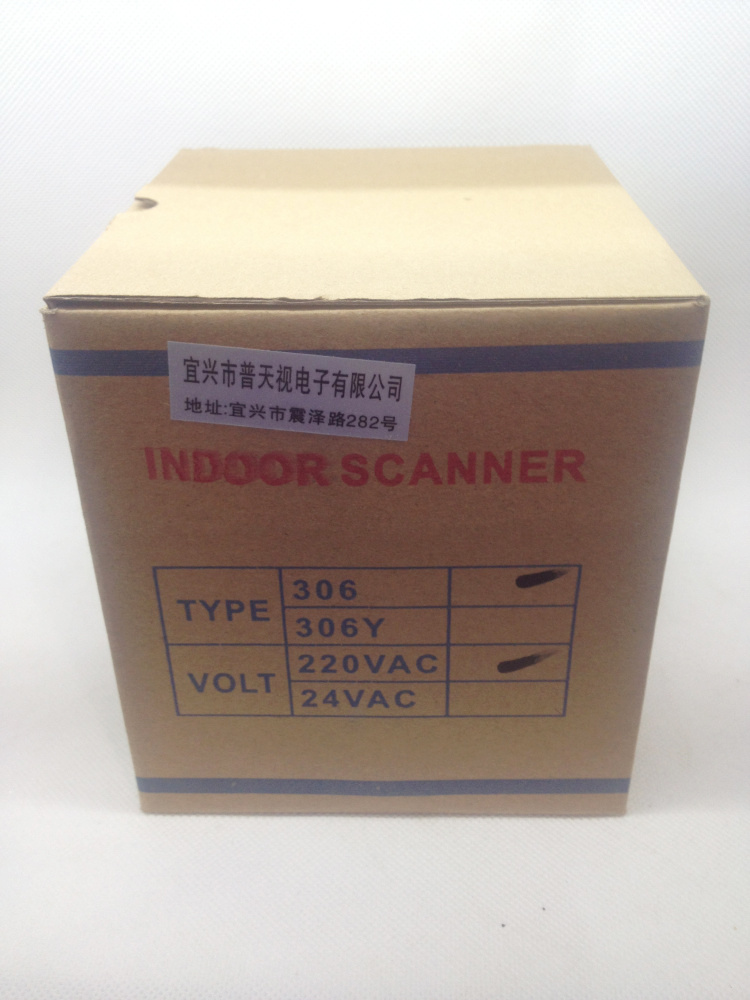 宜兴市普天视电子有限公司
地址:宜兴市震泽路282号
INDOOR SCANNER
TYPE
306
306Y
VOLT
220VAC
24VAC